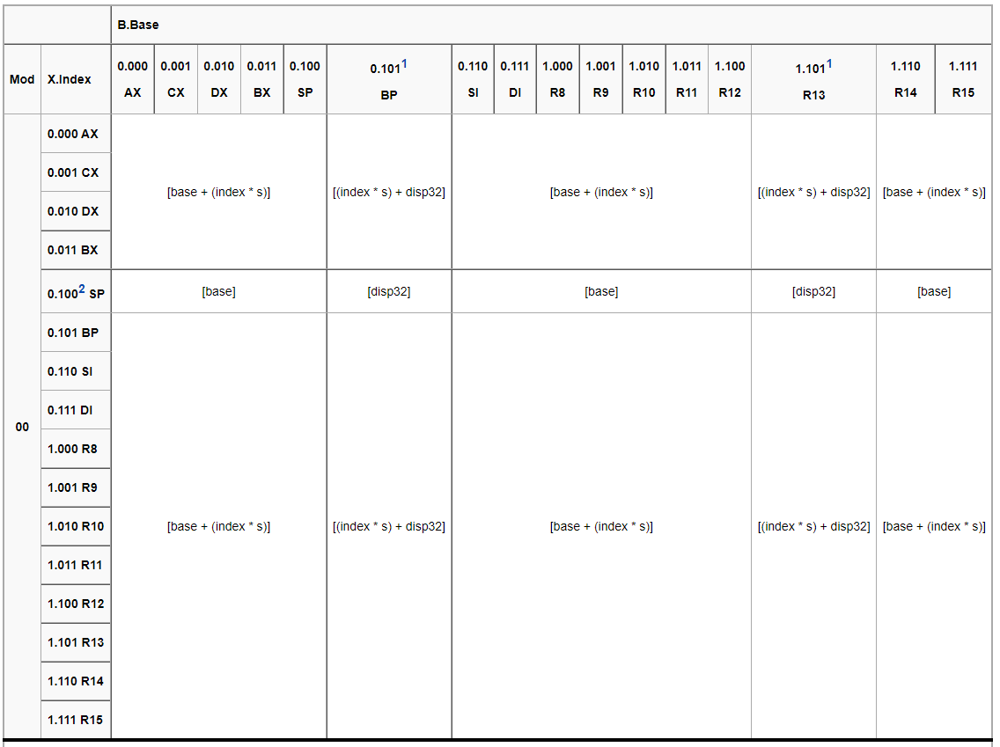 B.Base
Mod X.Index 0.000 0.001 0.010 0.011 0.100 0.101¹ 0.110 0.111 1.000 1.001 1.010 1.011 1.100 1.101¹ 1.110 1.111
AX CX DX BX SP BP SI DI R8 R9 R10 R11 R12 R13 R14 R15
0.000 AX
0.001 CX
[base + (index * s)] [(index * s) + disp32] [base + (index * s)] [(index * s) + disp32] [base + (index * s)]
0.010 DX
0.011 BX
0.100² SP [base] [disp32] [base] [disp32] [base]
0.101 BP
0.110 SI
0.111 DI
00
1.000 R8
1.001 R9
1.010 R10 [base + (index * s)] [(index * s) + disp32] [base + (index * s)] [(index * s) + disp32] [base + (index * s)]
1.011 R11
1.100 R12
1.101 R13
1.110 R14
1.111 R15